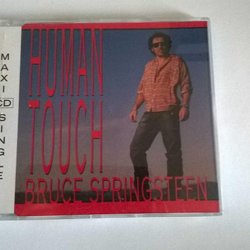 MAXI
CD
SINGLE
HUMAN
TOUCH
BRUCE SPRINGSTEEN